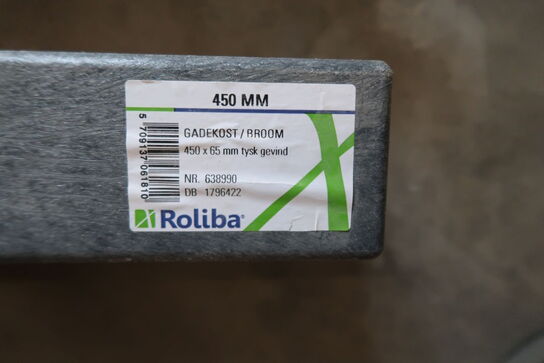 450 MM
GADEKOST / BROOM
450 x 65 mm tysk gevind
NR. 638990
DB 1796422
5 709137 061810
Roliba®